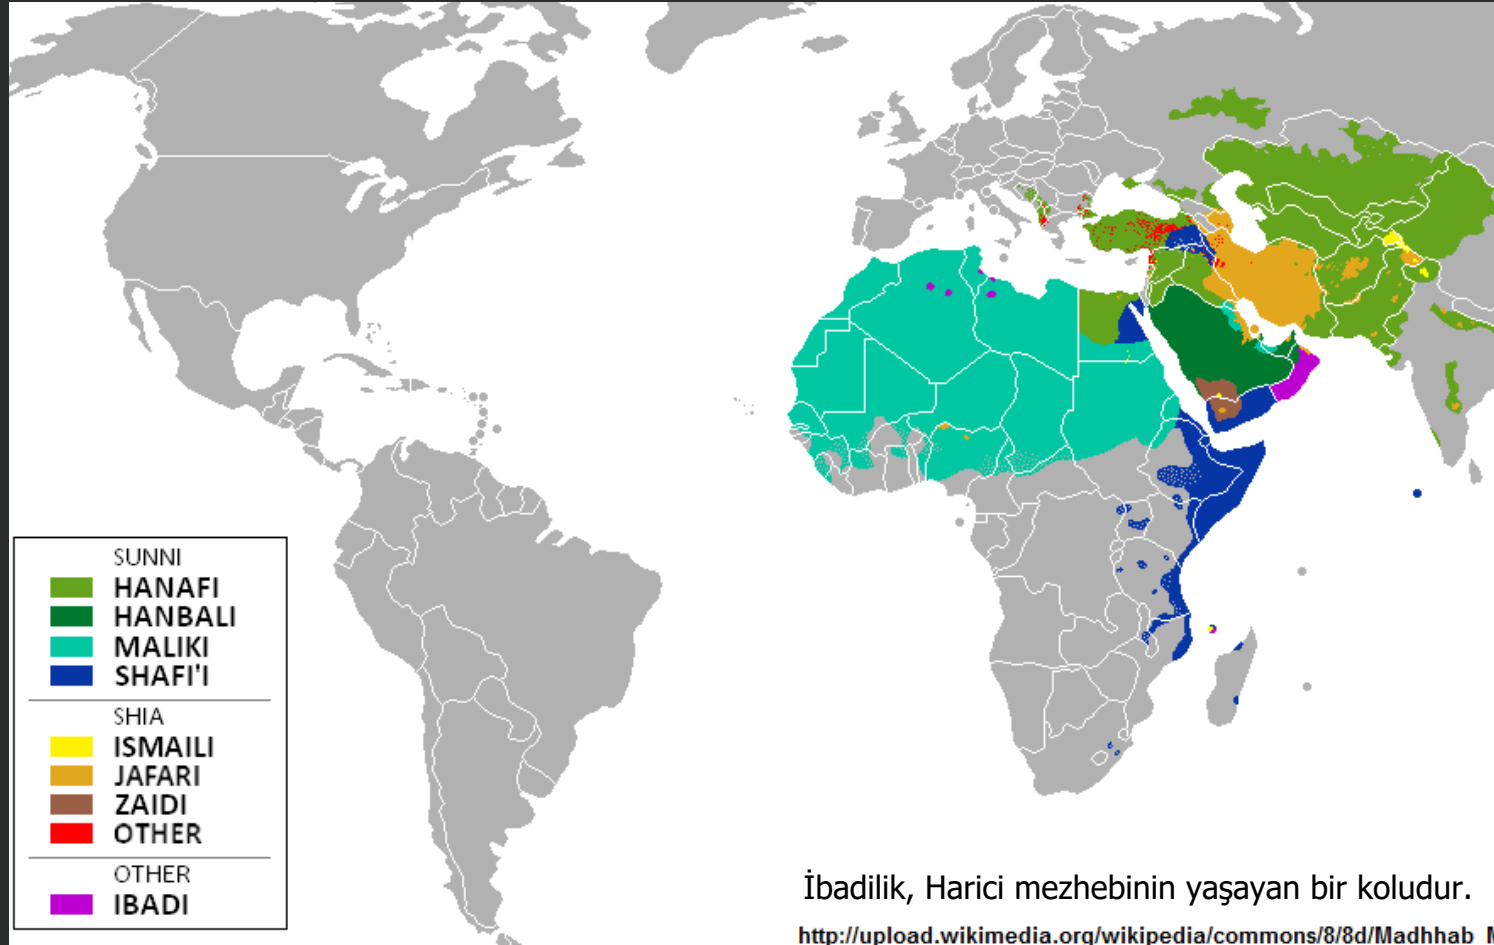 SUNNI
HANAFI
HANBALI
MALIKI
SHAFI'I
SHIA
ISMAILI
JAFARI
ZAIDI
OTHER
OTHER
IBADI
İbadilik, Harici mezhebinin yaşayan bir koludur.
http://upload.wikimedia.org/wikipedia/commons/8/8d/Madhhab_M